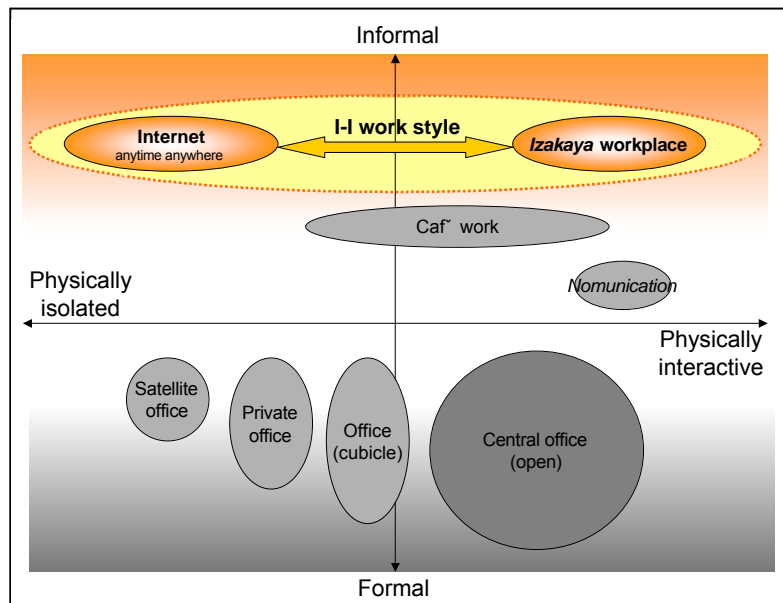 Informal
I-I work style
Internet
anytime anywhere
Izakaya workplace
Cafˇ work
Nomunication
Physically
isolated
Physically
interactive
Satellite
office
Private
office
Office
(cubicle)
Central office
(open)
Formal